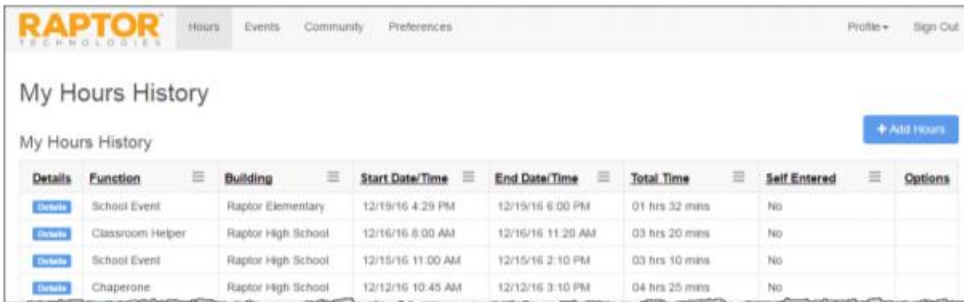 RAPTOR Hours Events Community Preferences Profile Sign Out
TECHNOLOGIES
My Hours History
+ Add Hours
My Hours History
Details Function Building Start Date/Time End Date/Time Total Time Self Entered Options
Details School Event Raptor Elementary 12/19/16 4:29 PM 12/19/16 6:00 PM 01 hrs 32 mins No
Details Classroom Helper Raptor High School 12/16/16 8:00 AM 12/16/16 11:20 AM 03 hrs 20 mins No
Details School Event Raptor High School 12/15/16 11:00 AM 12/15/16 2:10 PM 03 hrs 10 mins No
Details Chaperone Raptor High School 12/12/16 10:45 AM 12/12/16 3:10 PM 04 hrs 25 mins No